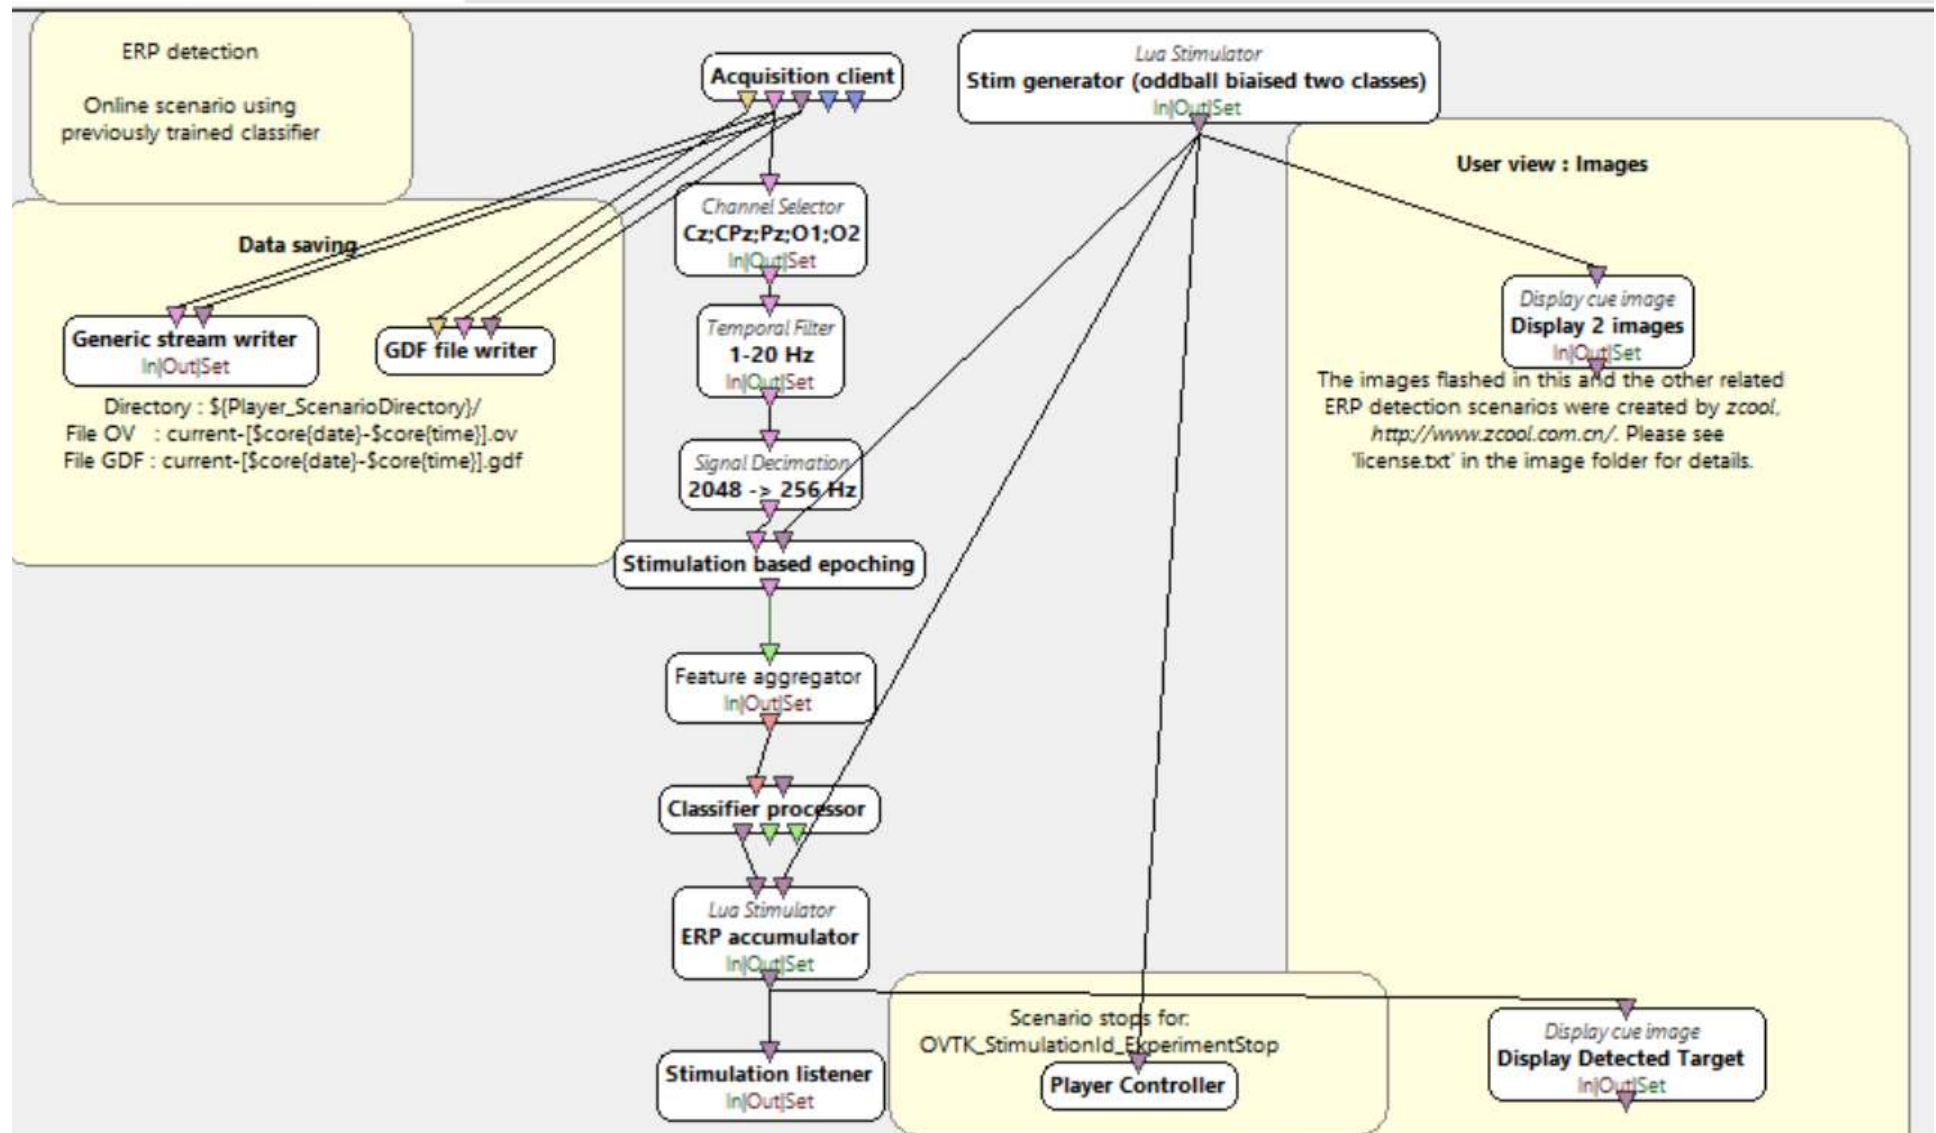 ERP detection
Online scenario using
previously trained classifier
Acquisition client
Lua Stimulator
Stim generator (oddball biaised two classes)
In|Out|Set
User view : Images
Channel Selector
Cz;CPz;Pz;O1;O2
In|Out|Set
Data saving
Generic stream writer
In|Out|Set
GDF file writer
Directory : ${Player_ScenarioDirectory}/
File OV : current-[$core{date}-$core{time}].ov
File GDF : current-[$core{date}-$core{time}].gdf
Temporal Filter
1-20 Hz
In|Out|Set
Display cue image
Display 2 images
In|Out|Set
The images flashed in this and the other related
ERP detection scenarios were created by zcool,
http://www.zcool.com.cn/. Please see
'license.txt' in the image folder for details.
Signal Decimation
2048 -> 256 Hz
Stimulation based epoching
Feature aggregator
In|Out|Set
Classifier processor
Lua Stimulator
ERP accumulator
In|Out|Set
Scenario stops for:
OVTK_StimulationId_ExperimentStop
Player Controller
Stimulation listener
In|Out|Set
Display cue image
Display Detected Target
In|Out|Set